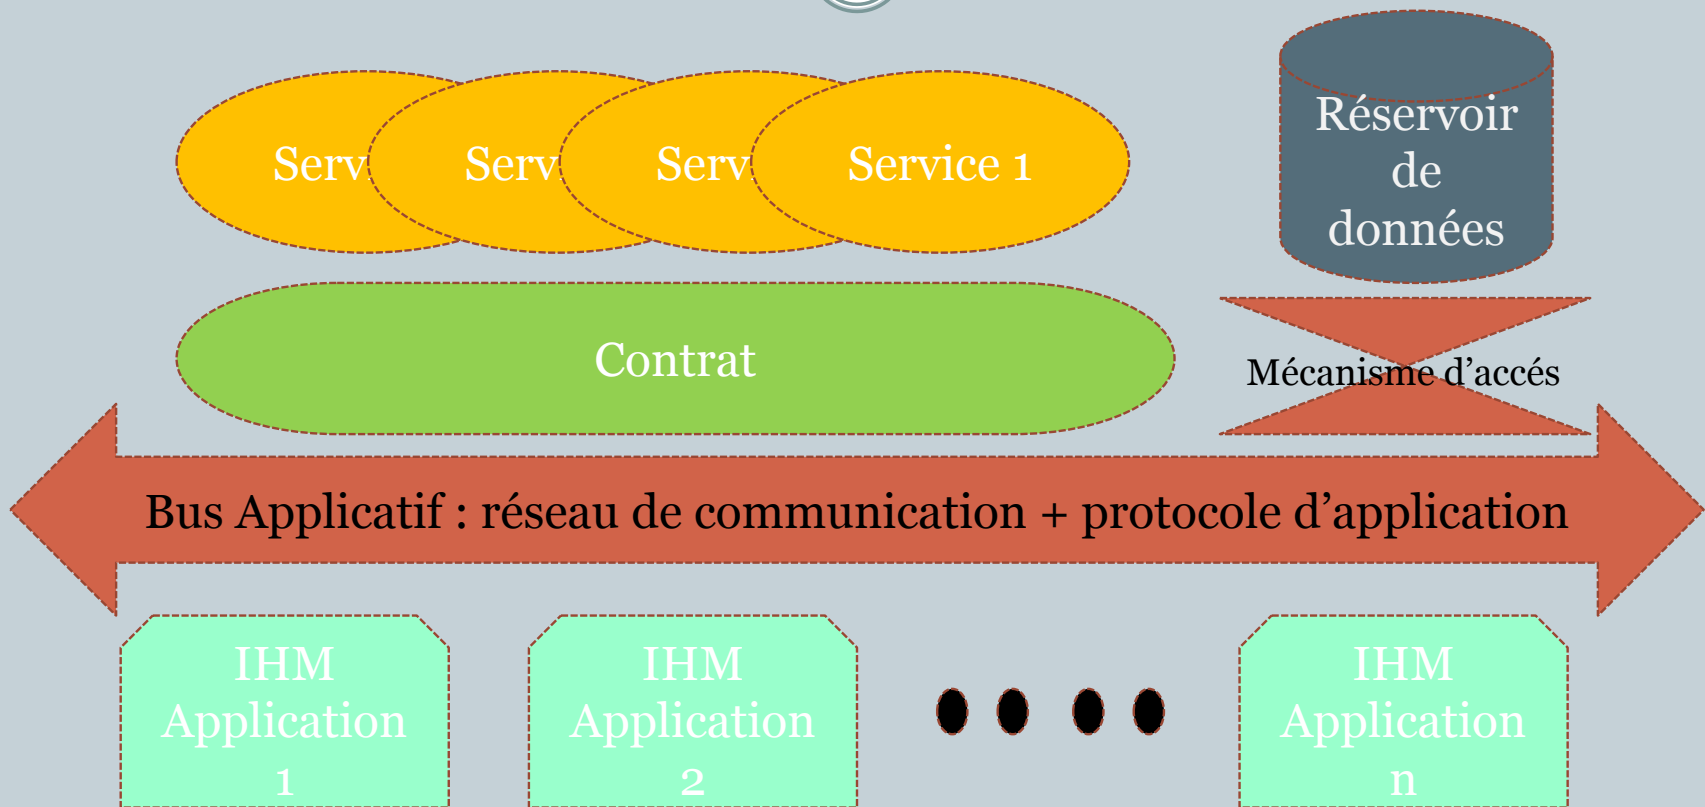 Serv
Serv
Serv
Service 1
Réservoir
de
données
Contrat
Mécanisme d’accés
Bus Applicatif : réseau de communication + protocole d’application
IHM
Application
1
IHM
Application
2
IHM
Application
n